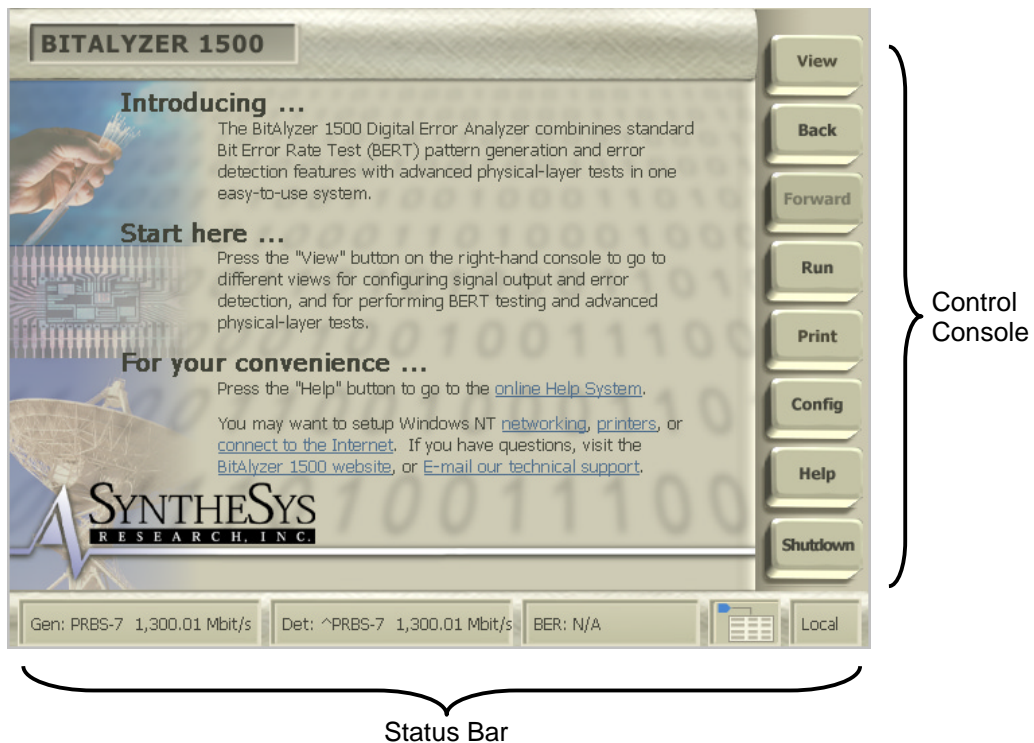 BITALYZER 1500
Introducing ...
The BitAlyzer 1500 Digital Error Analyzer combinines standard
Bit Error Rate Test (BERT) pattern generation and error
detection features with advanced physical-layer tests in one
easy-to-use system.
Start here ...
Press the "View" button on the right-hand console to go to
different views for configuring signal output and error
detection, and for performing BERT testing and advanced
physical-layer tests.
For your convenience ...
Press the "Help" button to go to the online Help System.
You may want to setup Windows NT networking, printers, or
connect to the Internet. If you have questions, visit the
BitAlyzer 1500 website, or E-mail our technical support.
SYNTHESYS
RESEARCH, INC.
View
Back
Forward
Run
Print
Config
Help
Shutdown
Control
Console
Gen: PRBS-7 1,300.01 Mbit/s
Det: ^PRBS-7 1,300.01 Mbit/s
BER: N/A
Local
Status Bar